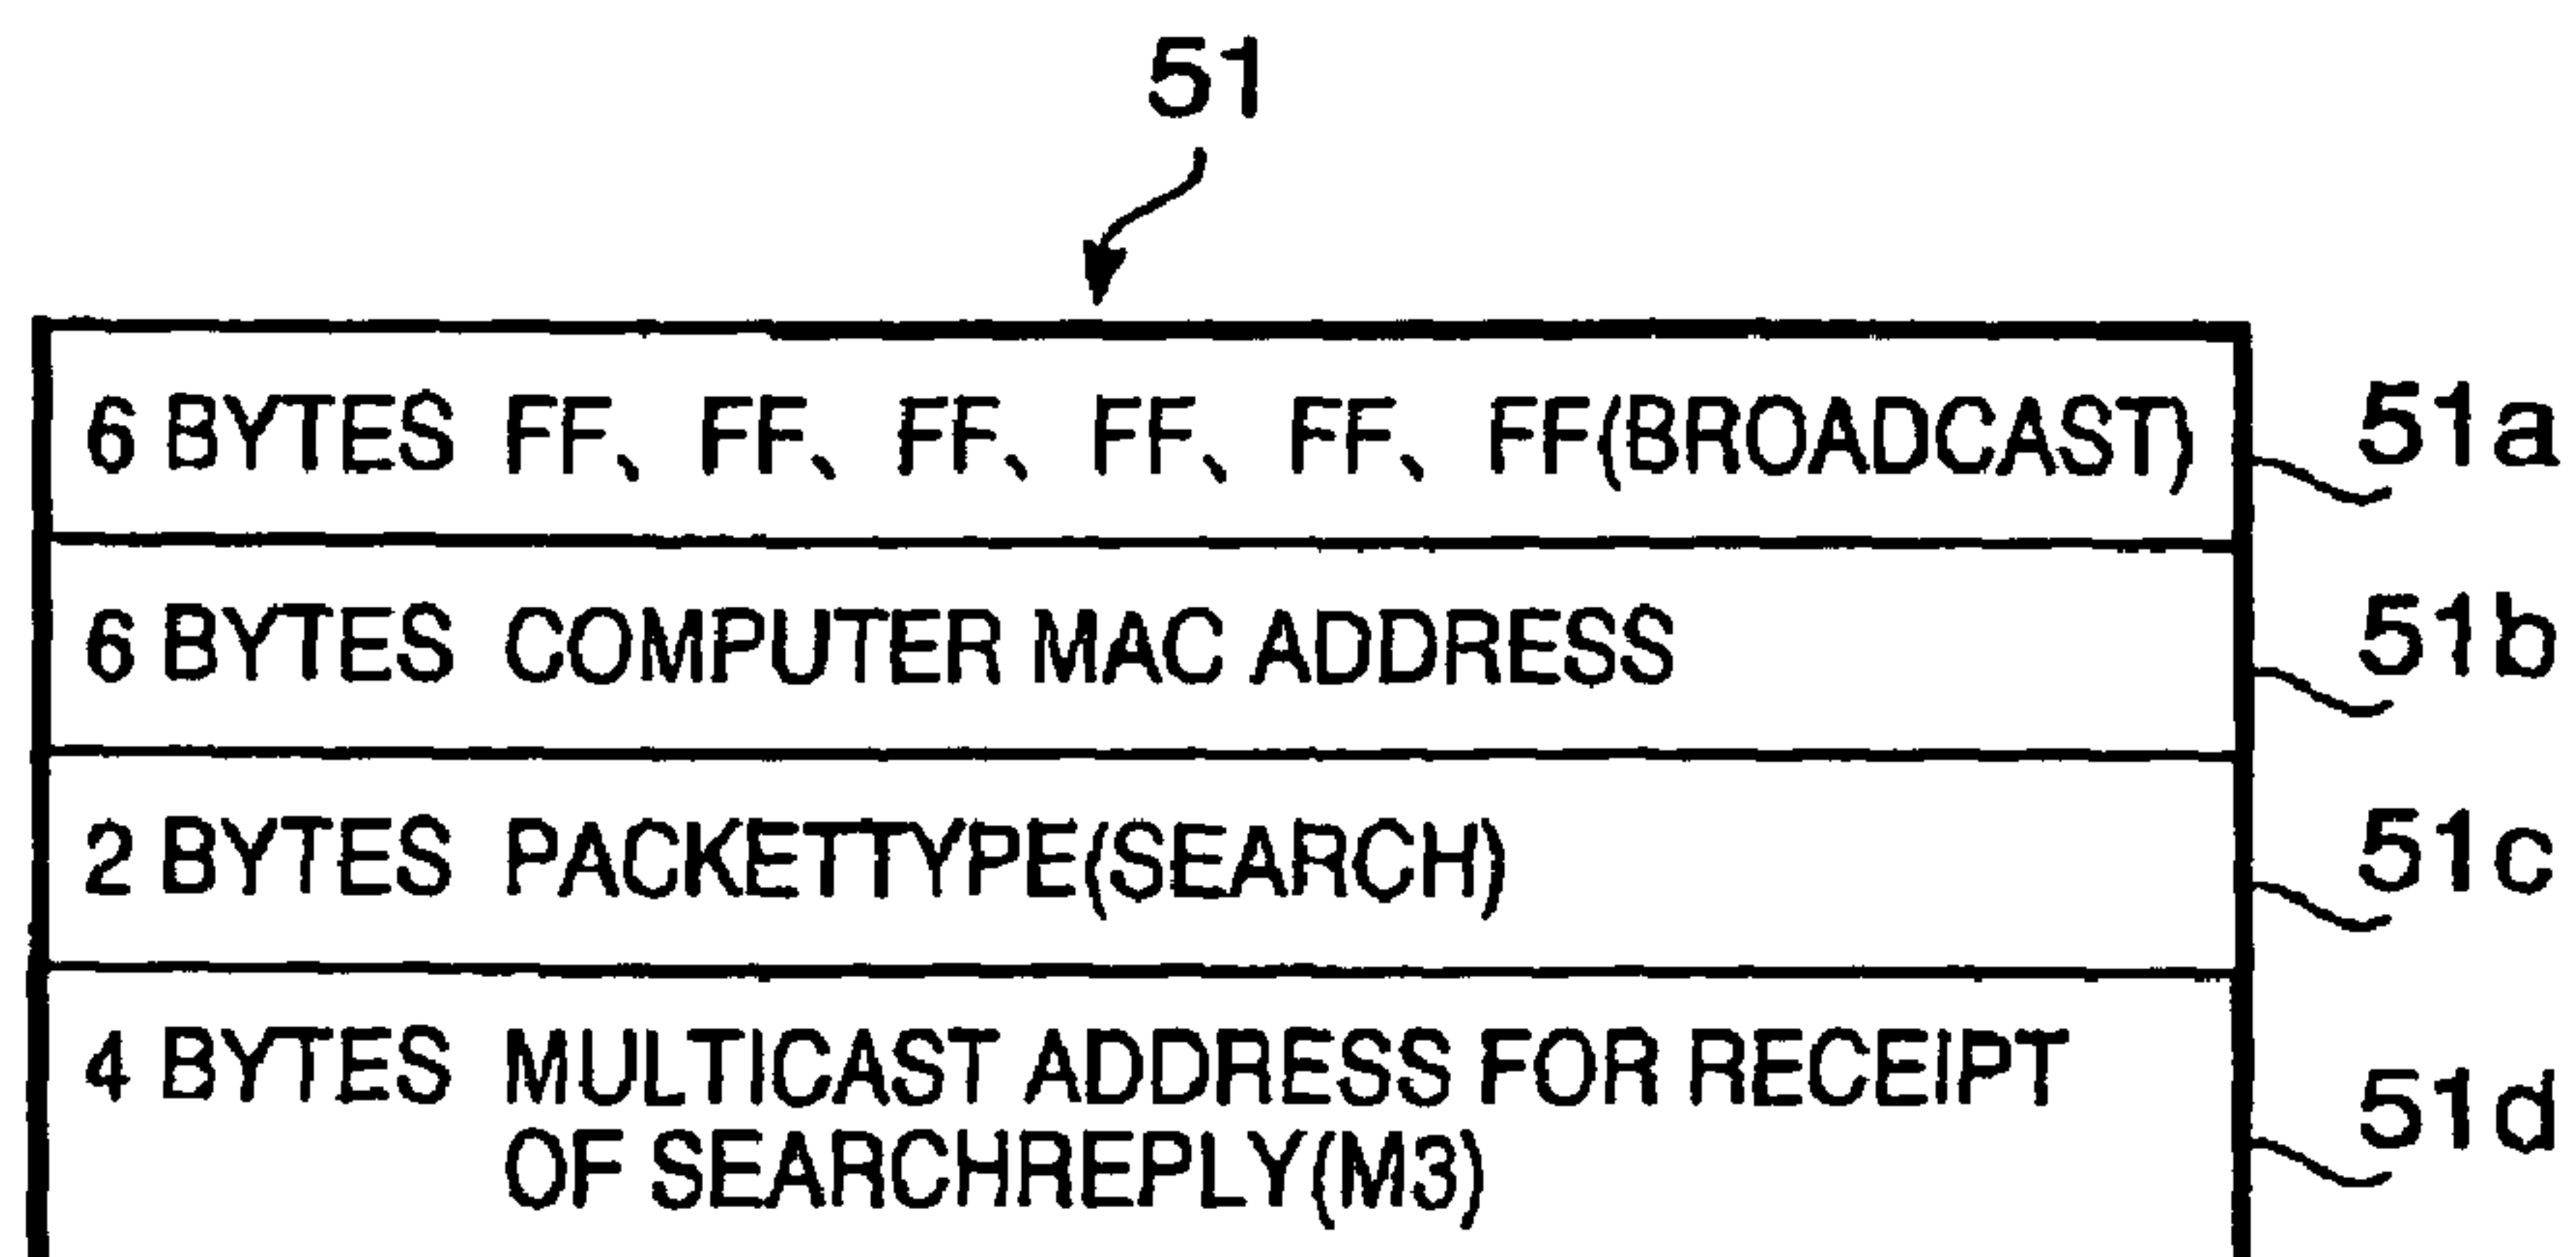 51
6 BYTES FF、FF、FF、FF、FF、FF(BROADCAST) 51a
6 BYTES COMPUTER MAC ADDRESS 51b
2 BYTES PACKETTYPE(SEARCH) 51c
4 BYTES MULTICAST ADDRESS FOR RECEIPT 51d
OF SEARCHREPLY(M3)